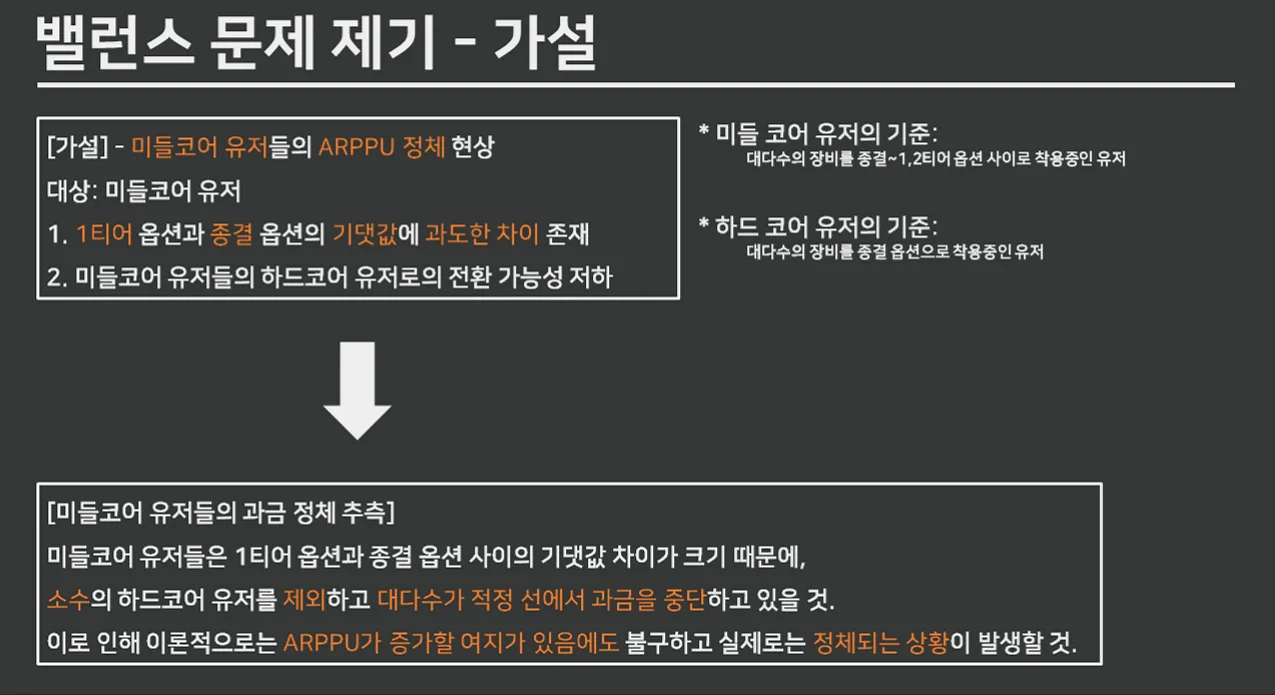 밸런스 문제 제기 - 가설
[가설] - 미들코어 유저들의 ARPPU 정체 현상
대상: 미들코어 유저
1. 1티어 옵션과 종결 옵션의 기댓값에 과도한 차이 존재
2. 미들코어 유저들의 하드코어 유저로의 전환 가능성 저하
* 미들 코어 유저의 기준:
대다수의 장비를 종결~1,2티어 옵션 사이로 착용중인 유저
* 하드 코어 유저의 기준:
대다수의 장비를 종결 옵션으로 착용중인 유저
[미들코어 유저들의 과금 정체 추측]
미들코어 유저들은 1티어 옵션과 종결 옵션 사이의 기댓값 차이가 크기 때문에,
소수의 하드코어 유저를 제외하고 대다수가 적정 선에서 과금을 중단하고 있을 것.
이로 인해 이론적으로는 ARPPU가 증가할 여지가 있음에도 불구하고 실제로는 정체되는 상황이 발생할 것.